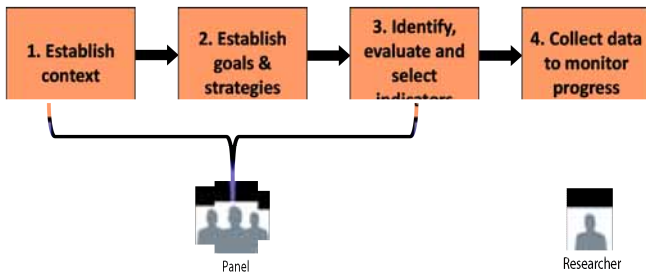 1. Establish
context
2. Establish
goals &
strategies
3. Identify,
evaluate and
select
indicators
4. Collect data
to monitor
progress
Panel
Researcher